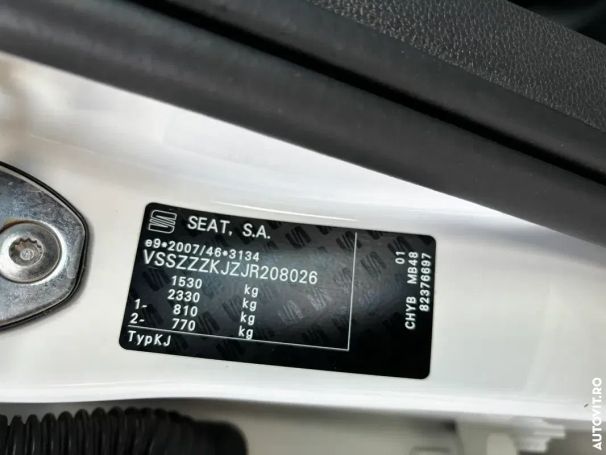 SEAT, S.A.
e9*2007/46*3134
VSSZZZKJZJR208026
1530 kg
2330 kg
1- 810 kg
2- 770 kg
TypKJ
01
CHYB MB48
82376697
AUTOVIT.RO